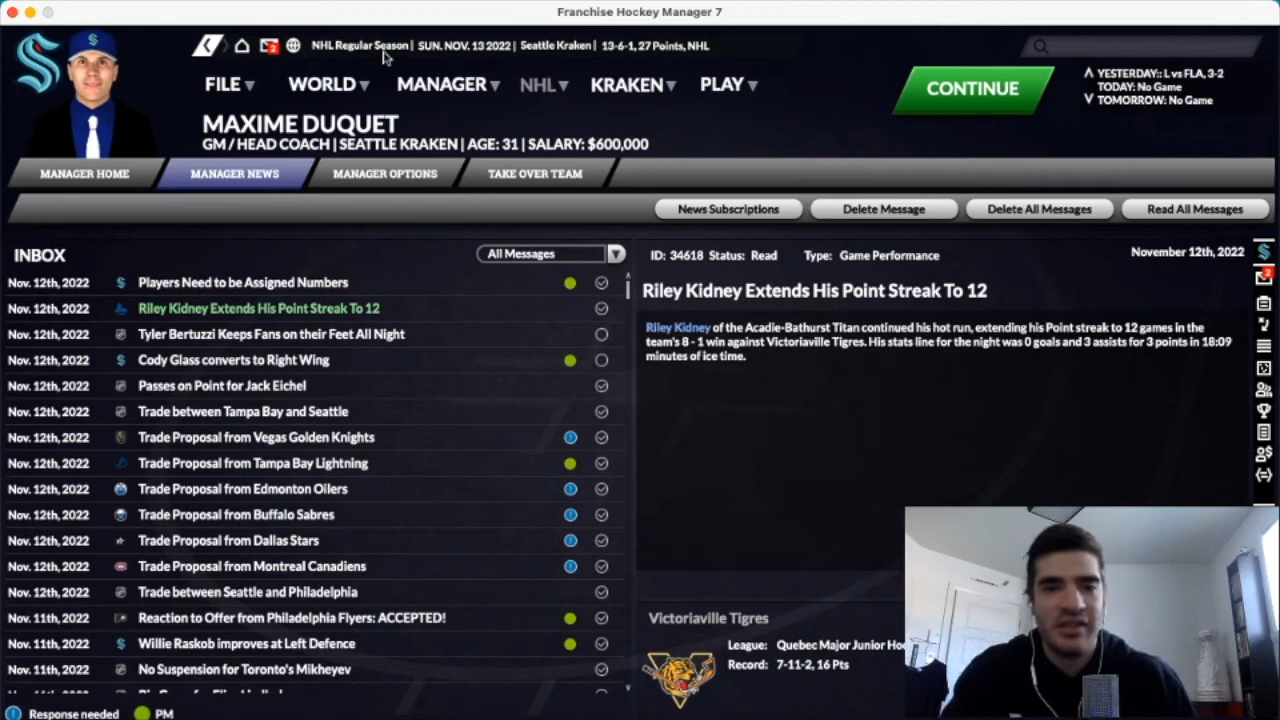 Franchise Hockey Manager 7
NHL Regular Season | SUN. NOV. 13 2022 | Seattle Kraken | 13-6-1, 27 Points, NHL
2
FILE WORLD MANAGER NHL KRAKEN PLAY
CONTINUE
YESTERDAY:: L vs FLA, 3-2
TODAY: No Game
TOMORROW: No Game
MAXIME DUQUET
GM / HEAD COACH | SEATTLE KRAKEN | AGE: 31 | SALARY: $600,000
MANAGER HOME MANAGER NEWS MANAGER OPTIONS TAKE OVER TEAM
News Subscriptions Delete Message Delete All Messages Read All Messages
INBOX All Messages
Nov. 12th, 2022 Players Need to be Assigned Numbers
Nov. 12th, 2022 Riley Kidney Extends His Point Streak To 12
Nov. 12th, 2022 Tyler Bertuzzi Keeps Fans on their Feet All Night
Nov. 12th, 2022 Cody Glass converts to Right Wing
Nov. 12th, 2022 Passes on Point for Jack Eichel
Nov. 12th, 2022 Trade between Tampa Bay and Seattle
Nov. 12th, 2022 Trade Proposal from Vegas Golden Knights
Nov. 12th, 2022 Trade Proposal from Tampa Bay Lightning
Nov. 12th, 2022 Trade Proposal from Edmonton Oilers
Nov. 12th, 2022 Trade Proposal from Buffalo Sabres
Nov. 12th, 2022 Trade Proposal from Dallas Stars
Nov. 12th, 2022 Trade Proposal from Montreal Canadiens
Nov. 12th, 2022 Trade between Seattle and Philadelphia
Nov. 11th, 2022 Reaction to Offer from Philadelphia Flyers: ACCEPTED!
Nov. 11th, 2022 Willie Raskob improves at Left Defence
Nov. 11th, 2022 No Suspension for Toronto's Mikheyev
Response needed PM
ID: 34618 Status: Read Type: Game Performance November 12th, 2022
Riley Kidney Extends His Point Streak To 12
Riley Kidney of the Acadie-Bathurst Titan continued his hot run, extending his Point streak to 12 games in the
team's 8 - 1 win against Victoriaville Tigres. His stats line for the night was 0 goals and 3 assists for 3 points in 18:09
minutes of ice time.
2
Victoriaville Tigres
League: Quebec Major Junior Hoc
Record: 7-11-2, 16 Pts